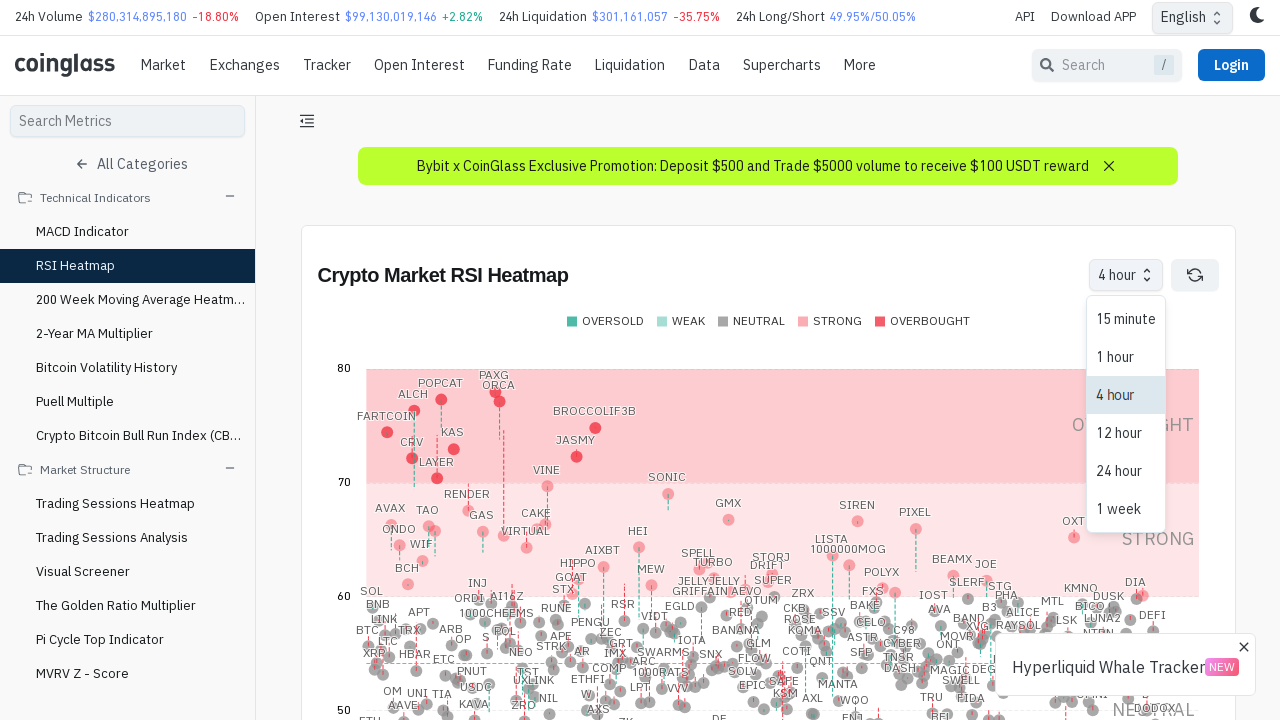 24h Volume $280,314,895,180 -18.80% Open Interest $99,130,019,146 +2.82% 24h Liquidation $301,161,057 -35.75% 24h Long/Short 49.95%/50.05% API Download APP English
coinglass Market Exchanges Tracker Open Interest Funding Rate Liquidation Data Supercharts More Search / Login
Search Metrics
All Categories
Technical Indicators
MACD Indicator
RSI Heatmap
200 Week Moving Average Heatm...
2-Year MA Multiplier
Bitcoin Volatility History
Puell Multiple
Crypto Bitcoin Bull Run Index (CB...
Market Structure
Trading Sessions Heatmap
Trading Sessions Analysis
Visual Screener
The Golden Ratio Multiplier
Pi Cycle Top Indicator
MVRV Z - Score
Bybit x CoinGlass Exclusive Promotion: Deposit $500 and Trade $5000 volume to receive $100 USDT reward
Crypto Market RSI Heatmap
4 hour
15 minute
1 hour
4 hour
12 hour
24 hour
1 week
OVERSOLD WEAK NEUTRAL STRONG OVERBOUGHT
80
PAXG
POPCAT ORCA
ALCH
FARTCOIN BROCCOLIF3B
CRV KAS JASMY
LAYER
VINE
SONIC
70
RENDER
AVAX TAO GAS CAKE GMX SIREN PIXEL
ONDO VIRTUAL HEI OXT
WIF LISTA STRONG
AIXBT SPELL 1000000MOG
BCH HIPPO MEW TURBO STORJ BEAMX JOE
DRIFT
GOAT POLYX
SOL INJ STX JELLYJELLY SUPER SLERF STG KMNO DIA
60
BNB ORDI AI16Z RUNE RSR EGLD GRIFFAIN AEVO QTUM ZRX FXS IOST PHA MTL BICO DUSK
LINK APT 1000CHEEMS PENGU VIDT RED CKB SSV BAKE AVA B3 ALICE LSK LUNA2 DEFI
BTC TRX ARB POL ZEC BANANA ROSE KOMA CELO BAND XVG RAYSOL
LTC OP S APE GRT IOTA GLM ASTR C98 MOVR
XRP HBAR ETC NEO STRK AR IMX SWARMS SNX FLOW COTI SFP CYBER ONT
PNUT ARC QNT TNSR
COMP 1000RATS SOLV DASH MAGIC
OM UNI TIA USDC UXLINK ETHFI LPT EPIC MANTA SWELL
AAVE KAVA ZRO NIL AXS KSM AXL WOO TRU FIDA DODOX
50 NEUTRAL
Hyperliquid Whale Tracker NEW